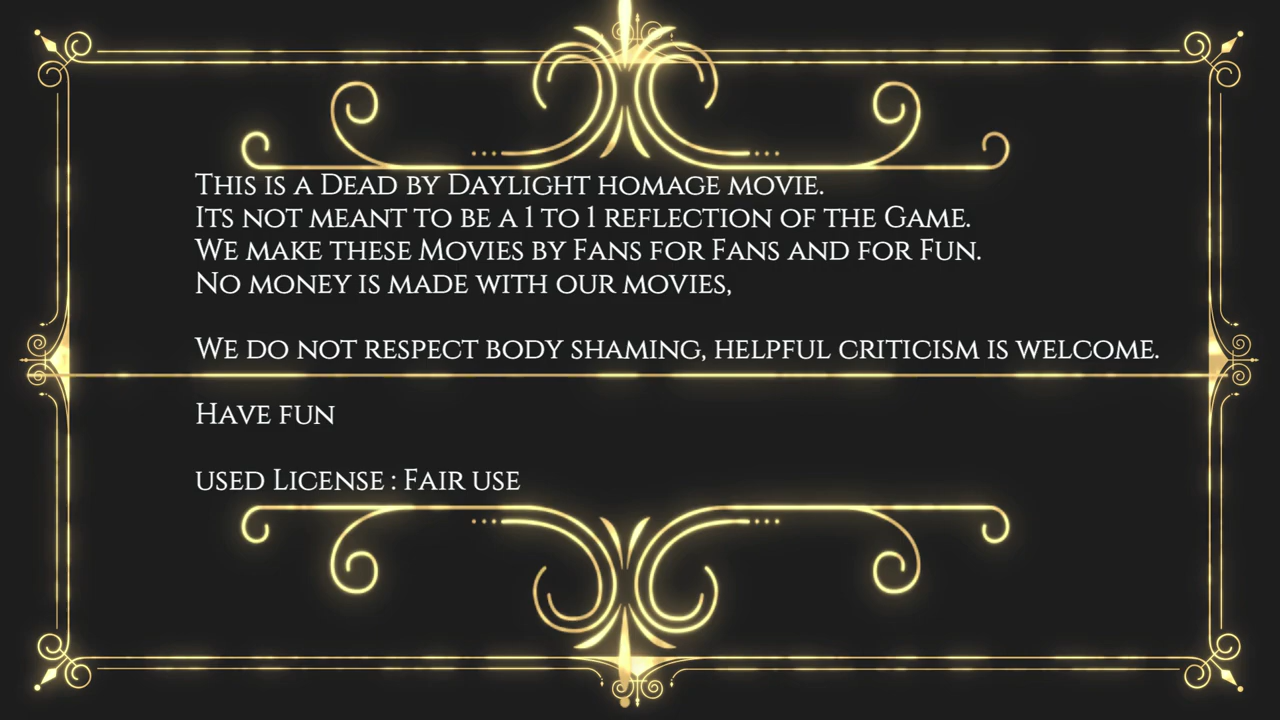 This is a Dead by Daylight homage movie.
Its not meant to be a 1 to 1 reflection of the Game.
We make these Movies by Fans for Fans and for Fun.
No money is made with our movies,
We do not respect body shaming, helpful criticism is welcome.
Have fun
used License : Fair use